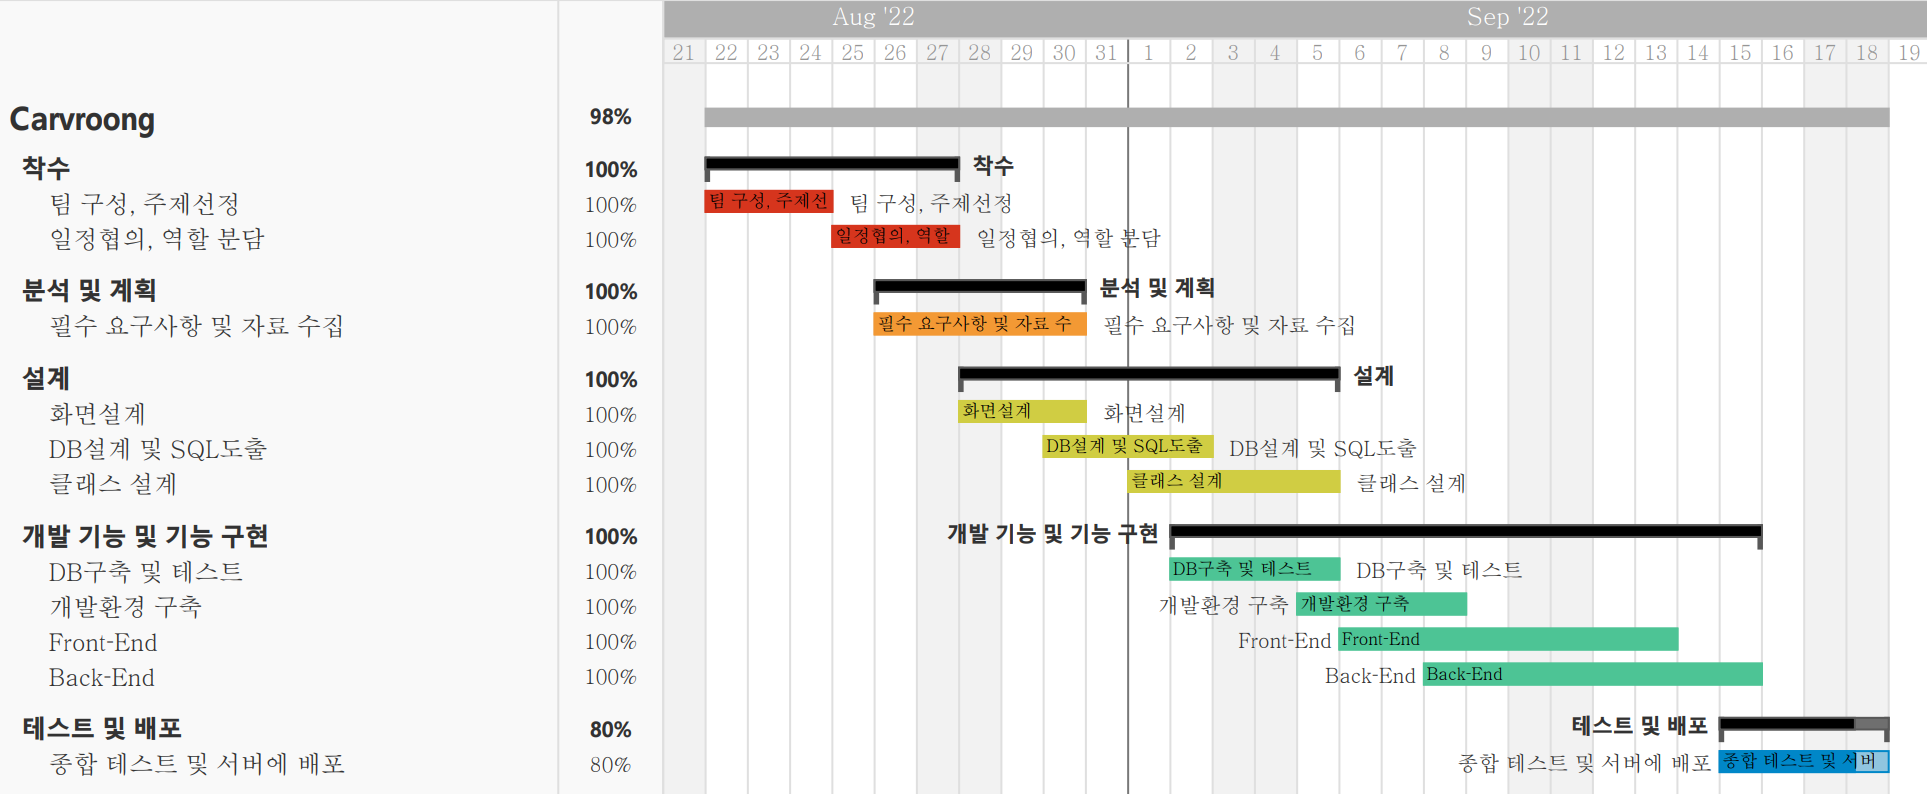 Aug '22 Sep '22
21 22 23 24 25 26 27 28 29 30 31 1 2 3 4 5 6 7 8 9 10 11 12 13 14 15 16 17 18 19
Carvroong 98%
착수 100% 착수
팀 구성, 주제선정 100% 팀 구성, 주제선 팀 구성, 주제선정
일정협의, 역할 분담 100% 일정협의, 역할 일정협의, 역할 분담
분석 및 계획 100% 분석 및 계획
필수 요구사항 및 자료 수집 100% 필수 요구사항 및 자료 수 필수 요구사항 및 자료 수집
설계 100% 설계
화면설계 100% 화면설계 화면설계
DB설계 및 SQL도출 100% DB설계 및 SQL도출 DB설계 및 SQL도출
클래스 설계 100% 클래스 설계 클래스 설계
개발 기능 및 기능 구현 100% 개발 기능 및 기능 구현
DB구축 및 테스트 100% DB구축 및 테스트 DB구축 및 테스트
개발환경 구축 100% 개발환경 구축 개발환경 구축
Front-End 100% Front-End Front-End
Back-End 100% Back-End Back-End
테스트 및 배포 80% 테스트 및 배포
종합 테스트 및 서버에 배포 80% 종합 테스트 및 서버에 배포 종합 테스트 및 서버